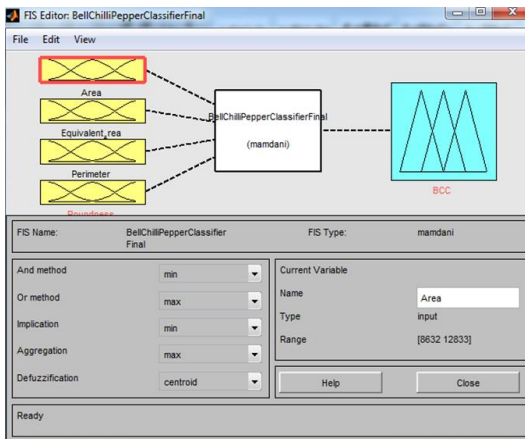 FIS Editor: BellChilliPepperClassifierFinal
File Edit View
Area
Equivalent,rea
Perimeter
Roundness
BellChilliPepperClassifierFinal
(mamdani)
BCC
FIS Name: BellChilliPepperClassifier Final
FIS Type: mamdani
And method min
Or method max
Implication min
Aggregation max
Defuzzification centroid
Current Variable
Name Area
Type input
Range [8632 12833]
Help Close
Ready